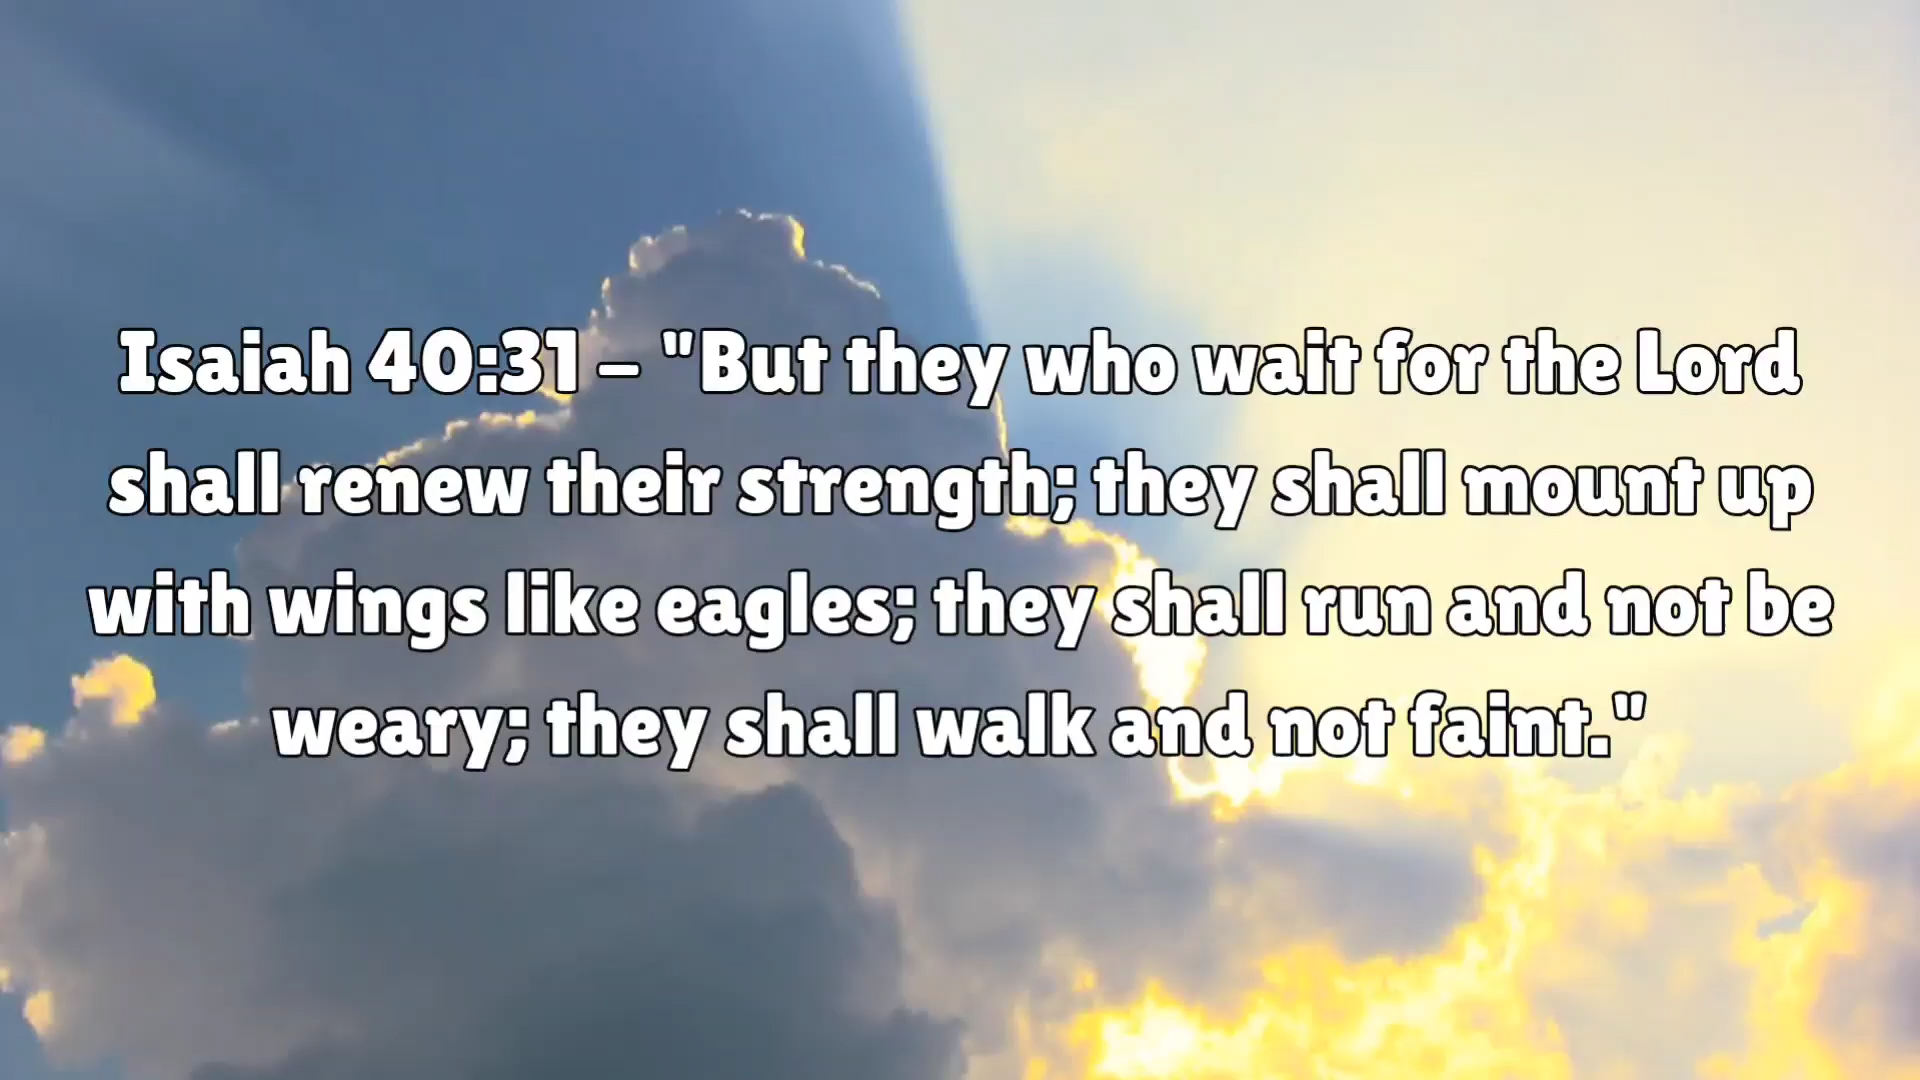 Isaiah 40:31 – "But they who wait for the Lord
shall renew their strength; they shall mount up
with wings like eagles; they shall run and not be
weary; they shall walk and not faint."